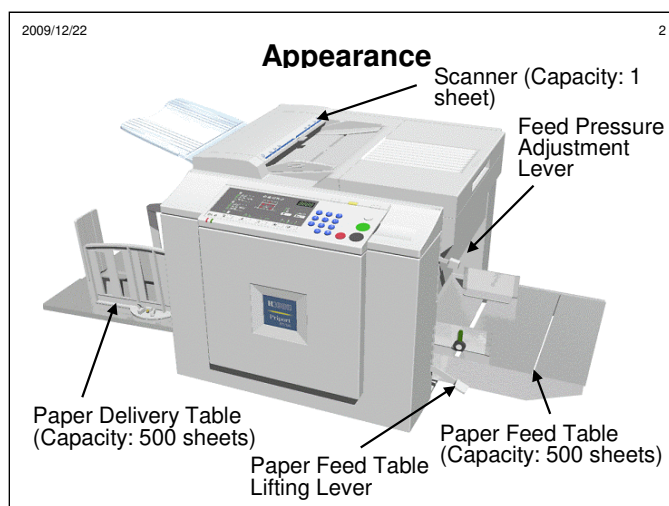 2009/12/22
2
Appearance
Scanner (Capacity: 1
sheet)
Feed Pressure
Adjustment
Lever
Paper Delivery Table
(Capacity: 500 sheets)
Paper Feed Table
Lifting Lever
Paper Feed Table
(Capacity: 500 sheets)
Priport